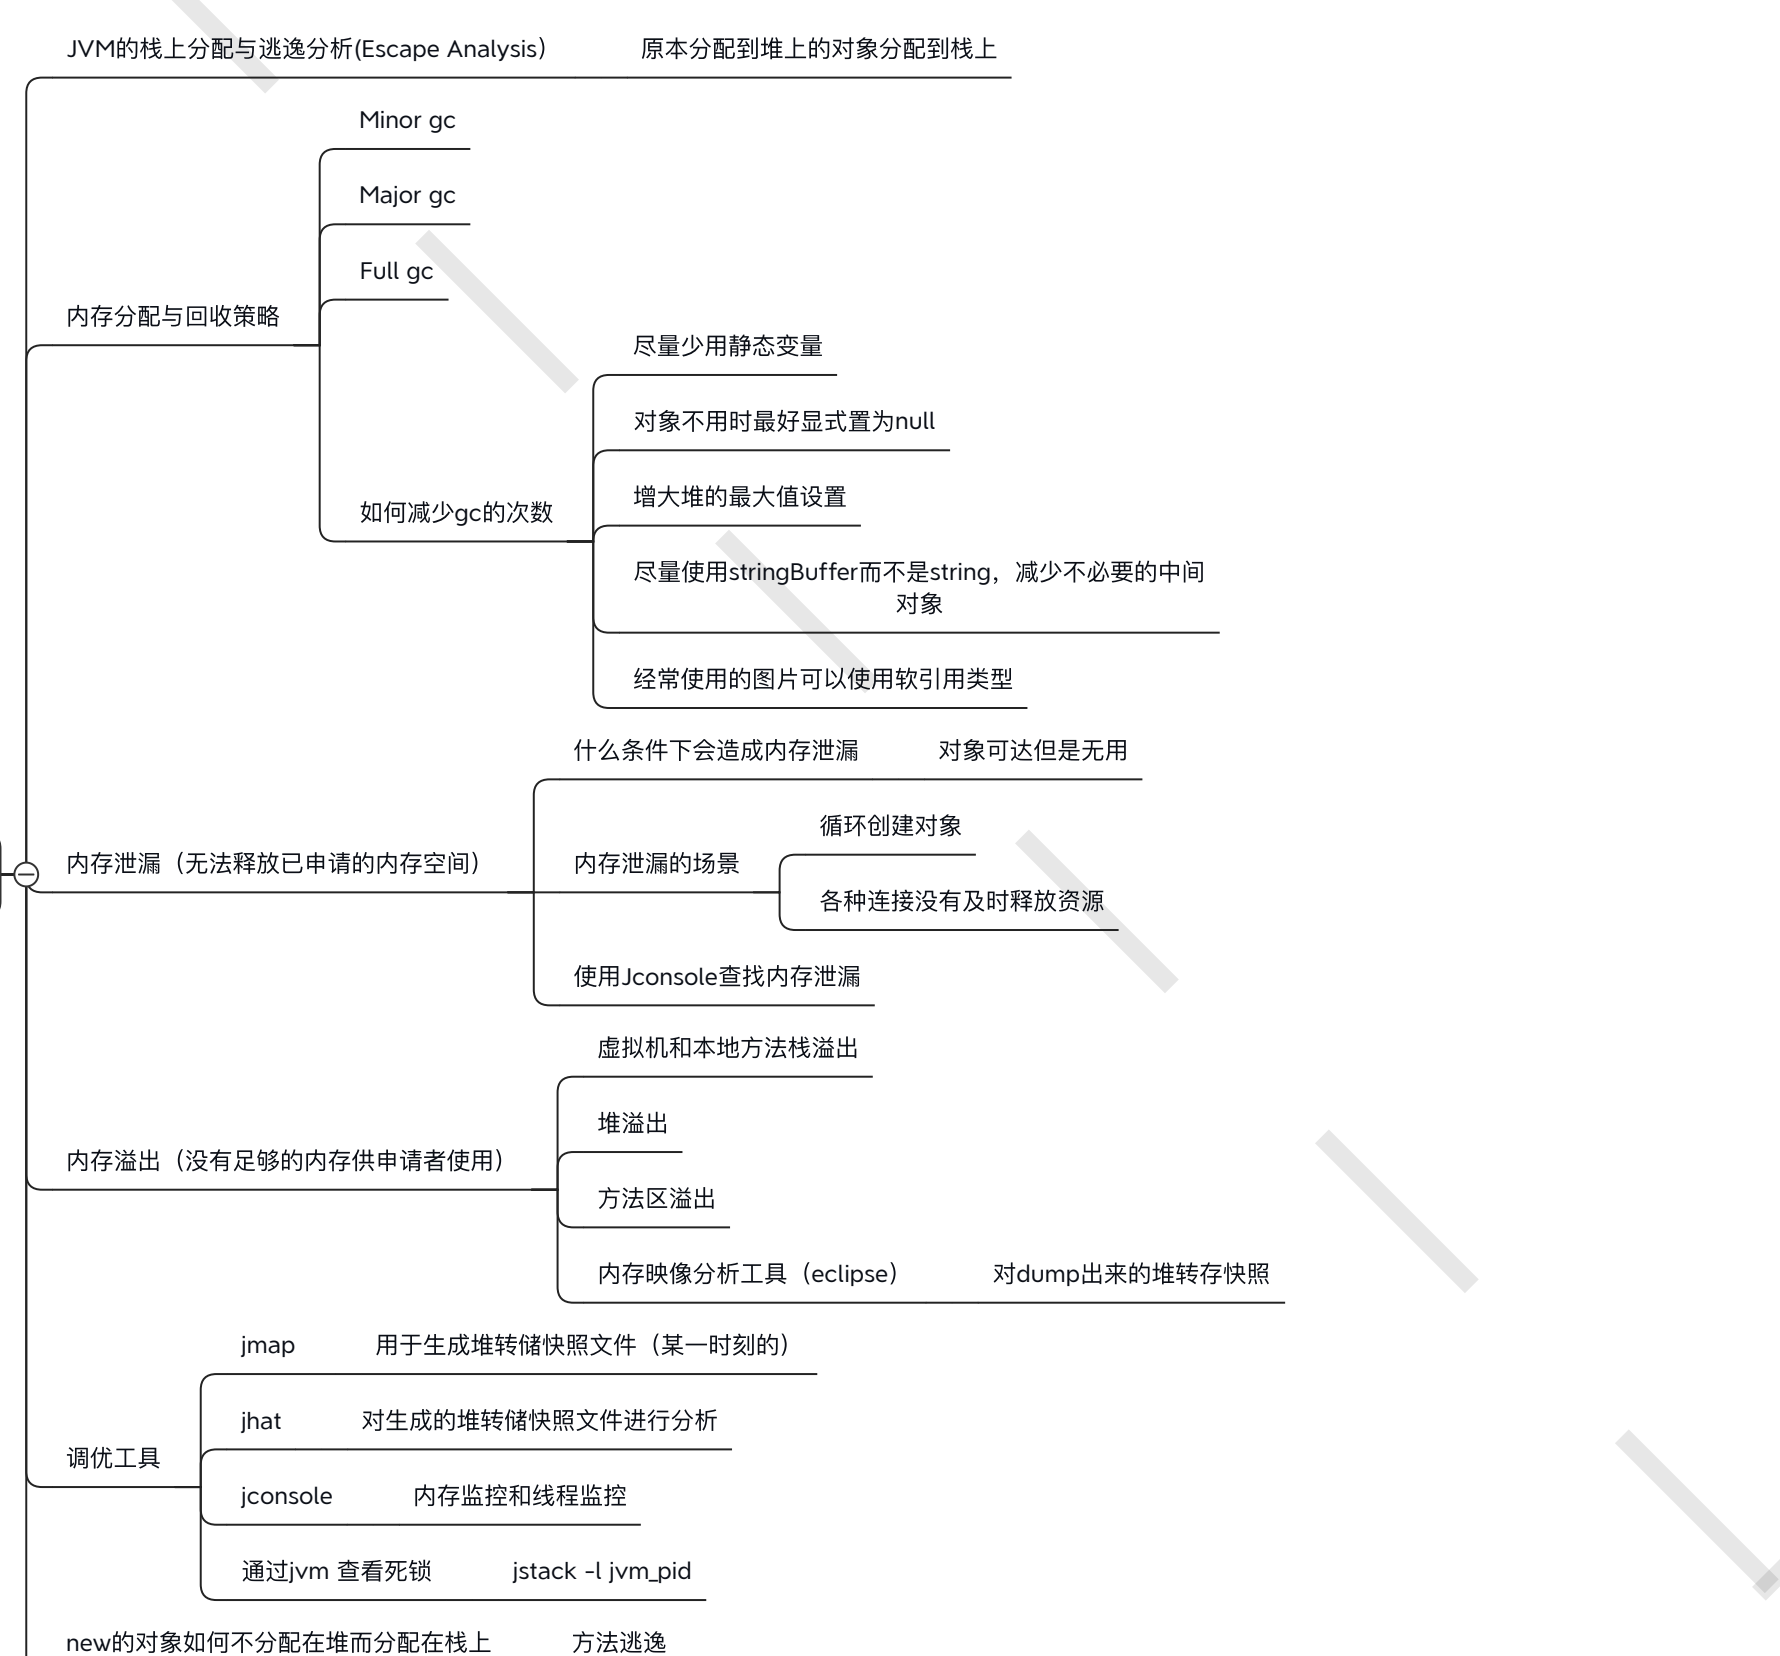 JVM的栈上分配与逃逸分析(Escape Analysis）
原本分配到堆上的对象分配到栈上
Minor gc
Major gc
Full gc
内存分配与回收策略
尽量少用静态变量
对象不用时最好显式置为null
增大堆的最大值设置
如何减少gc的次数
尽量使用stringBuffer而不是string，减少不必要的中间
对象
经常使用的图片可以使用软引用类型
什么条件下会造成内存泄漏
对象可达但是无用
循环创建对象
内存泄漏（无法释放已申请的内存空间）
内存泄漏的场景
各种连接没有及时释放资源
使用Jconsole查找内存泄漏
虚拟机和本地方法栈溢出
堆溢出
内存溢出（没有足够的内存供申请者使用）
方法区溢出
内存映像分析工具（eclipse）
对dump出来的堆转存快照
jmap
用于生成堆转储快照文件（某一时刻的）
jhat
对生成的堆转储快照文件进行分析
调优工具
jconsole
内存监控和线程监控
通过jvm 查看死锁
jstack -l jvm_pid
new的对象如何不分配在堆而分配在栈上
方法逃逸